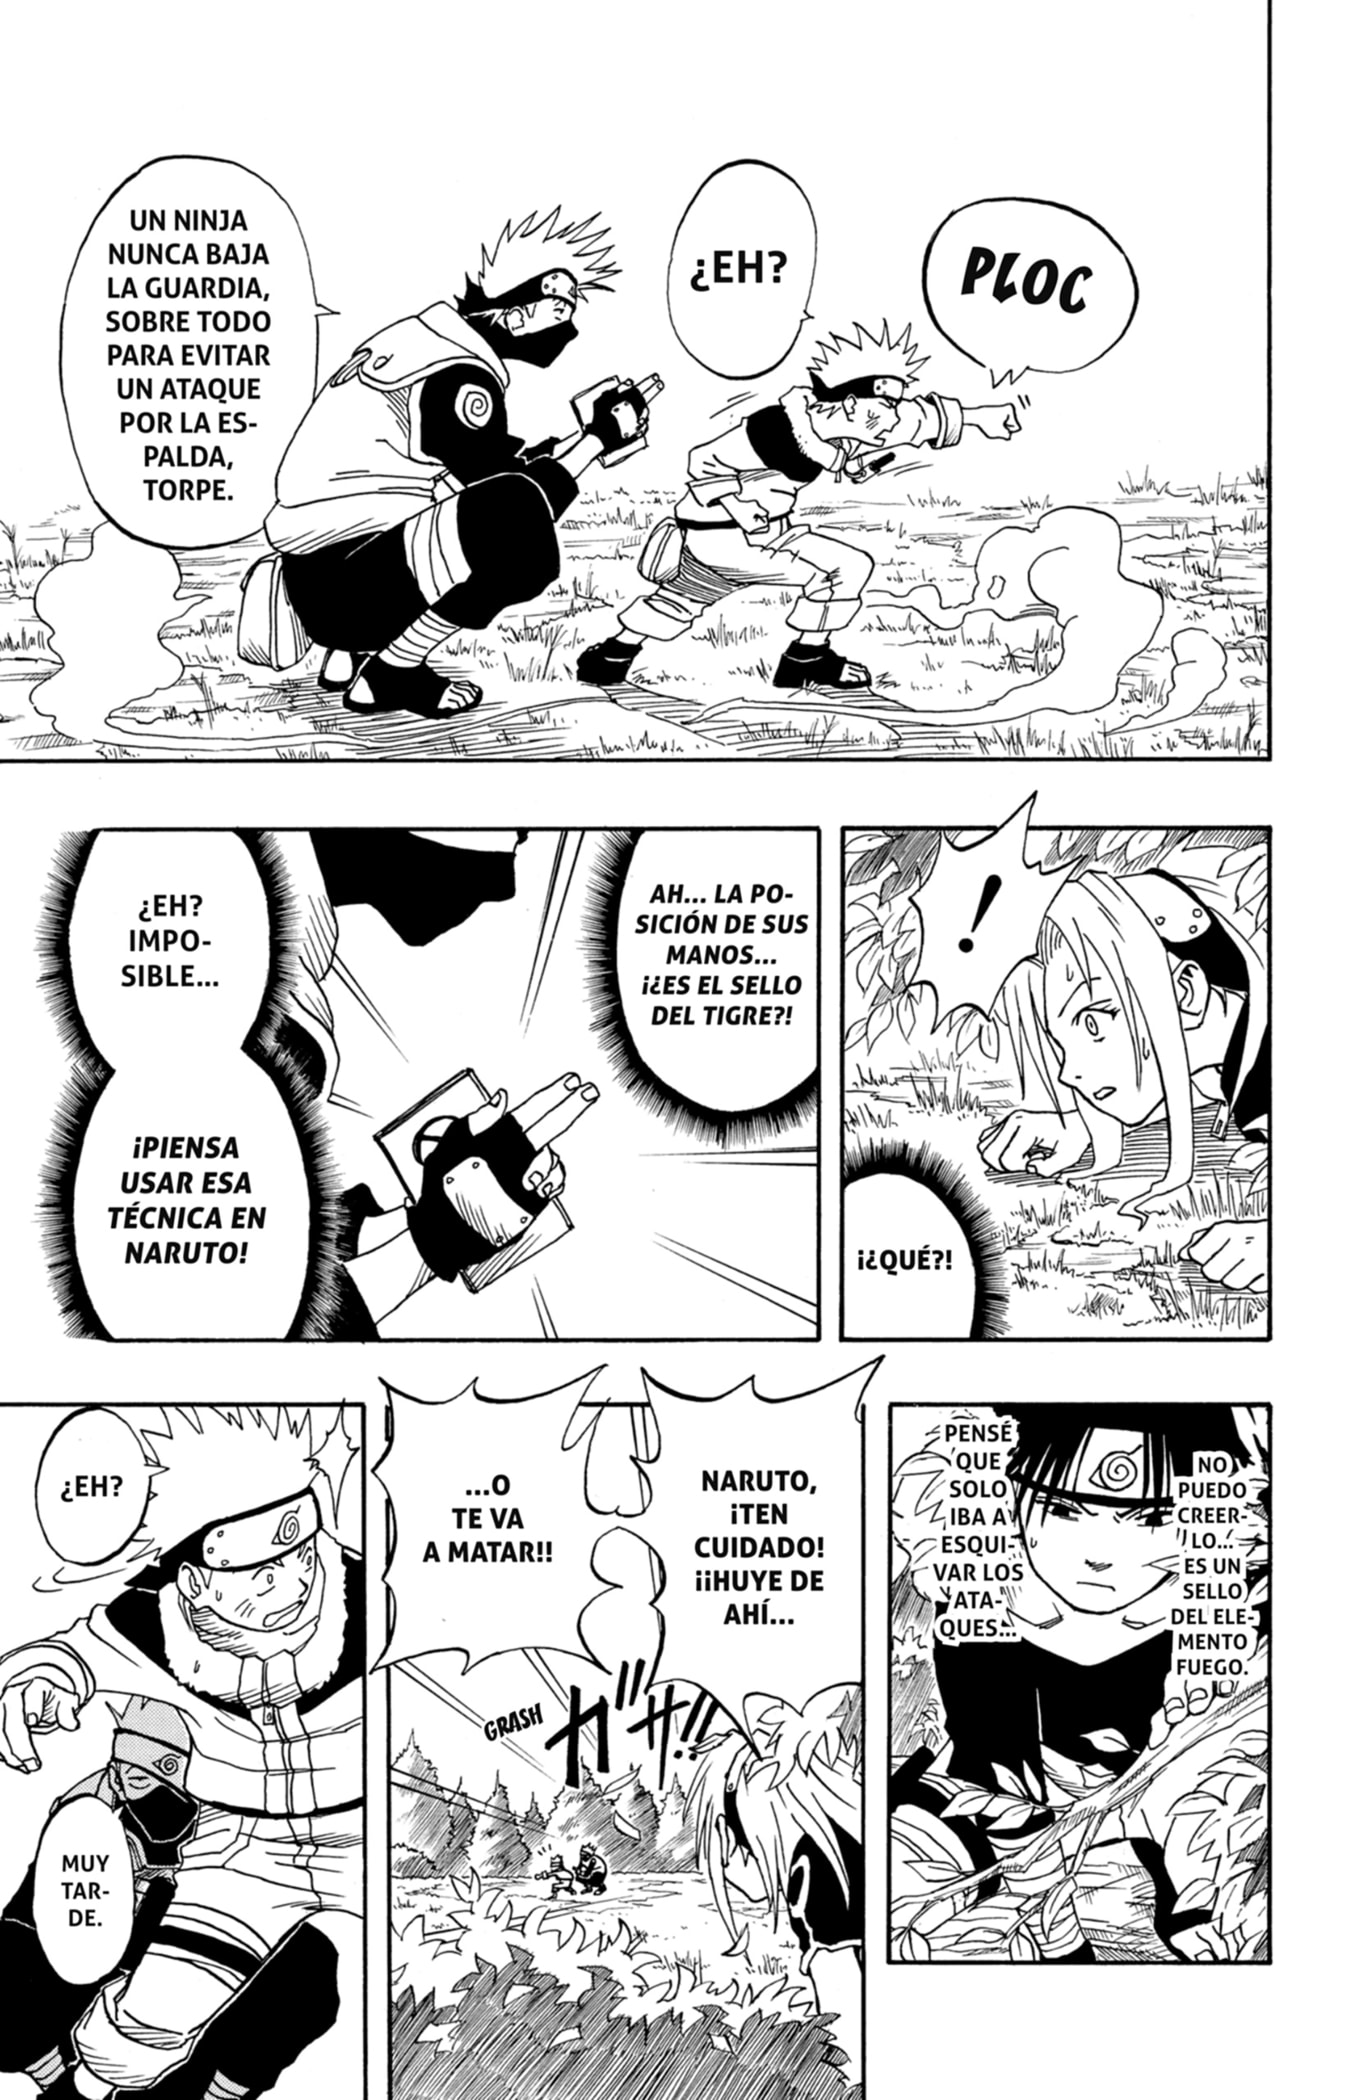 PLOC
¿EH?
UN NINJA
NUNCA BAJA
LA GUARDIA,
SOBRE TODO
PARA EVITAR
UN ATAQUE
POR LA ES-
PALDA,
TORPE.
!
¡¿QUÉ?!
AH... LA PO-
SICIÓN DE SUS
MANOS...
¡¿ES EL SELLO
DEL TIGRE?!
¿EH?
IMPO-
SIBLE...
¡PIENSA
USAR ESA
TÉCNICA EN
NARUTO!
NO
PUEDO
CREER-
LO...
ES UN
SELLO
DEL ELE-
MENTO
FUEGO.
PENSÉ
QUE
SOLO
IBA A
ESQUI-
VAR LOS
ATA-
QUES...
NARUTO,
¡TEN
CUIDADO!
¡¡HUYE DE
AHÍ...
...O
TE VA
A MATAR!!
GRASH
ガサ!!
¿EH?
MUY
TAR-
DE.